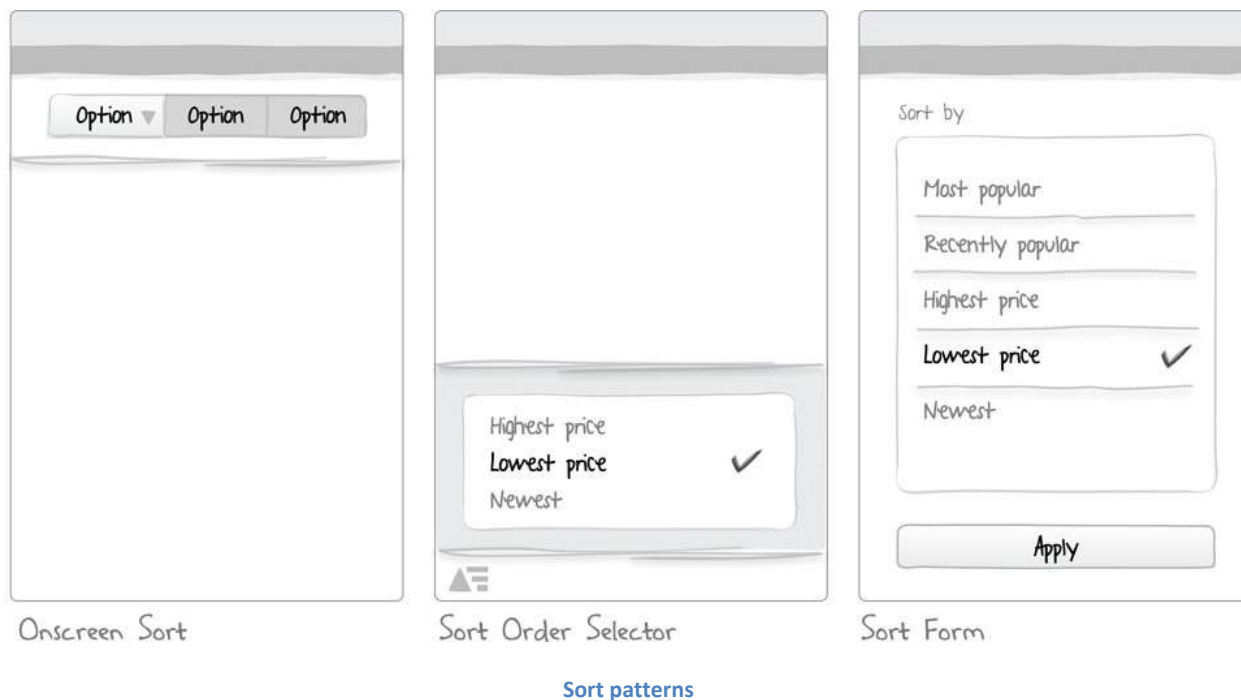 Option Option Option
Onscreen Sort
Highest price
Lowest price
Newest
Sort Order Selector
Sort by
Most popular
Recently popular
Highest price
Lowest price
Newest
Apply
Sort Form
Sort patterns